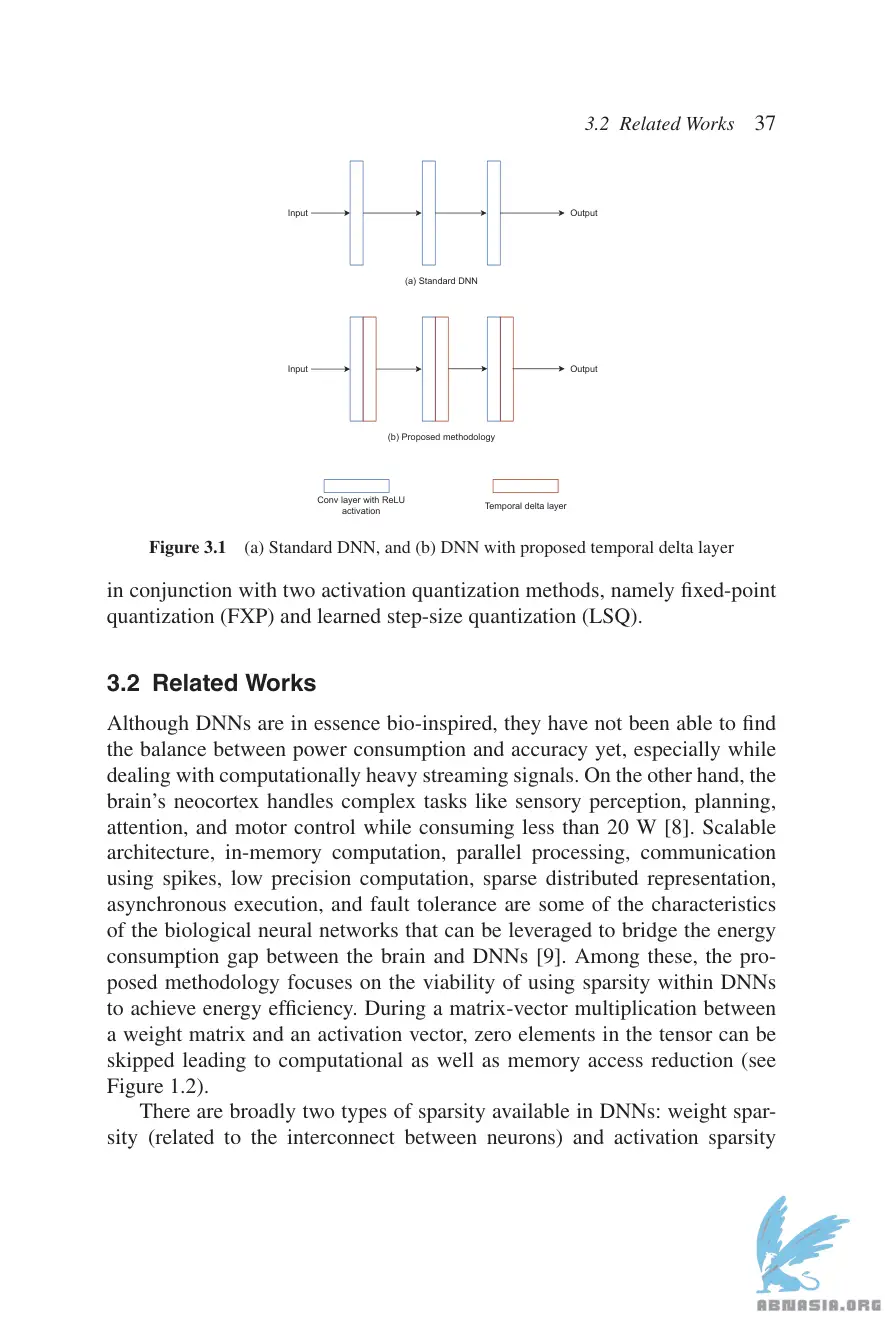 3.2 Related Works 37
Input
Output
(a) Standard DNN
Input
Output
(b) Proposed methodology
Conv layer with ReLU
activation
Temporal delta layer
Figure 3.1 (a) Standard DNN, and (b) DNN with proposed temporal delta layer
in conjunction with two activation quantization methods, namely fixed-point
quantization (FXP) and learned step-size quantization (LSQ).
3.2 Related Works
Although DNNs are in essence bio-inspired, they have not been able to find
the balance between power consumption and accuracy yet, especially while
dealing with computationally heavy streaming signals. On the other hand, the
brain's neocortex handles complex tasks like sensory perception, planning,
attention, and motor control while consuming less than 20 W [8]. Scalable
architecture, in-memory computation, parallel processing, communication
using spikes, low precision computation, sparse distributed representation,
asynchronous execution, and fault tolerance are some of the characteristics
of the biological neural networks that can be leveraged to bridge the energy
consumption gap between the brain and DNNs [9]. Among these, the pro-
posed methodology focuses on the viability of using sparsity within DNNs
to achieve energy efficiency. During a matrix-vector multiplication between
a weight matrix and an activation vector, zero elements in the tensor can be
skipped leading to computational as well as memory access reduction (see
Figure 1.2).
There are broadly two types of sparsity available in DNNs: weight spar-
sity (related to the interconnect between neurons) and activation sparsity
ABNASIA.ORG